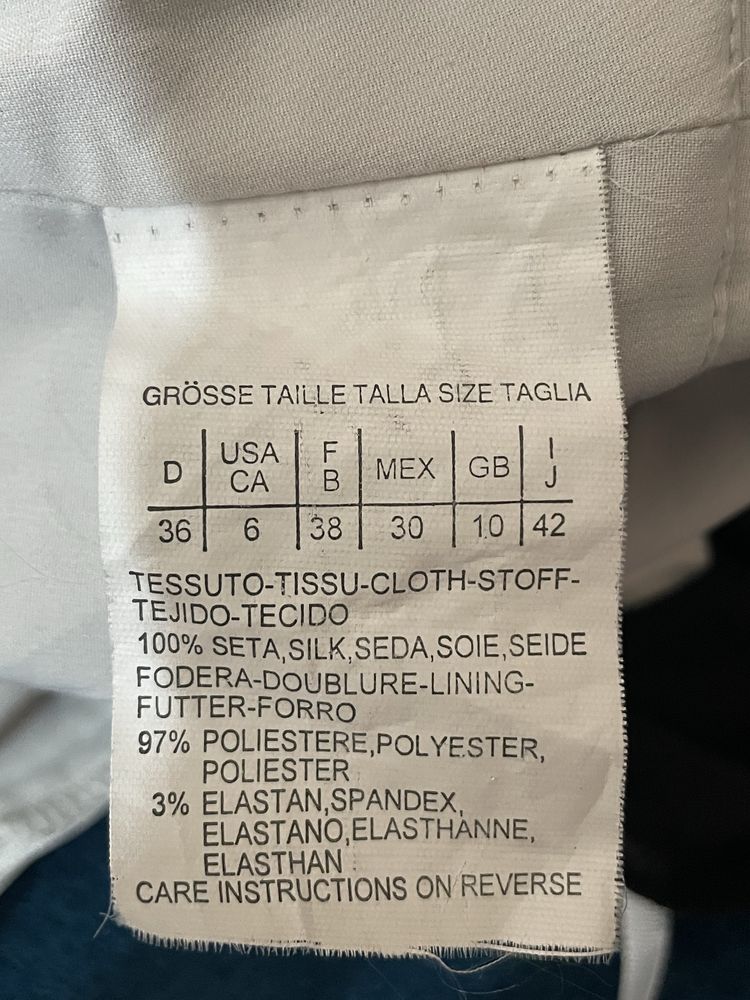 GRÖSSE TAILLE TALLA SIZE TAGLIA
D | USA CA | F B | MEX | GB | I J
36 | 6 | 38 | 30 | 10 | 42
TESSUTO-TISSU-CLOTH-STOFF-
TEJIDO-TECIDO
100% SETA,SILK,SEDA,SOIE,SEIDE
FODERA-DOUBLURE-LINING-
FUTTER-FORRO
97% POLIESTERE,POLYESTER,
POLIESTER
3% ELASTAN,SPANDEX,
ELASTANO,ELASTHANNE,
ELASTHAN
CARE INSTRUCTIONS ON REVERSE